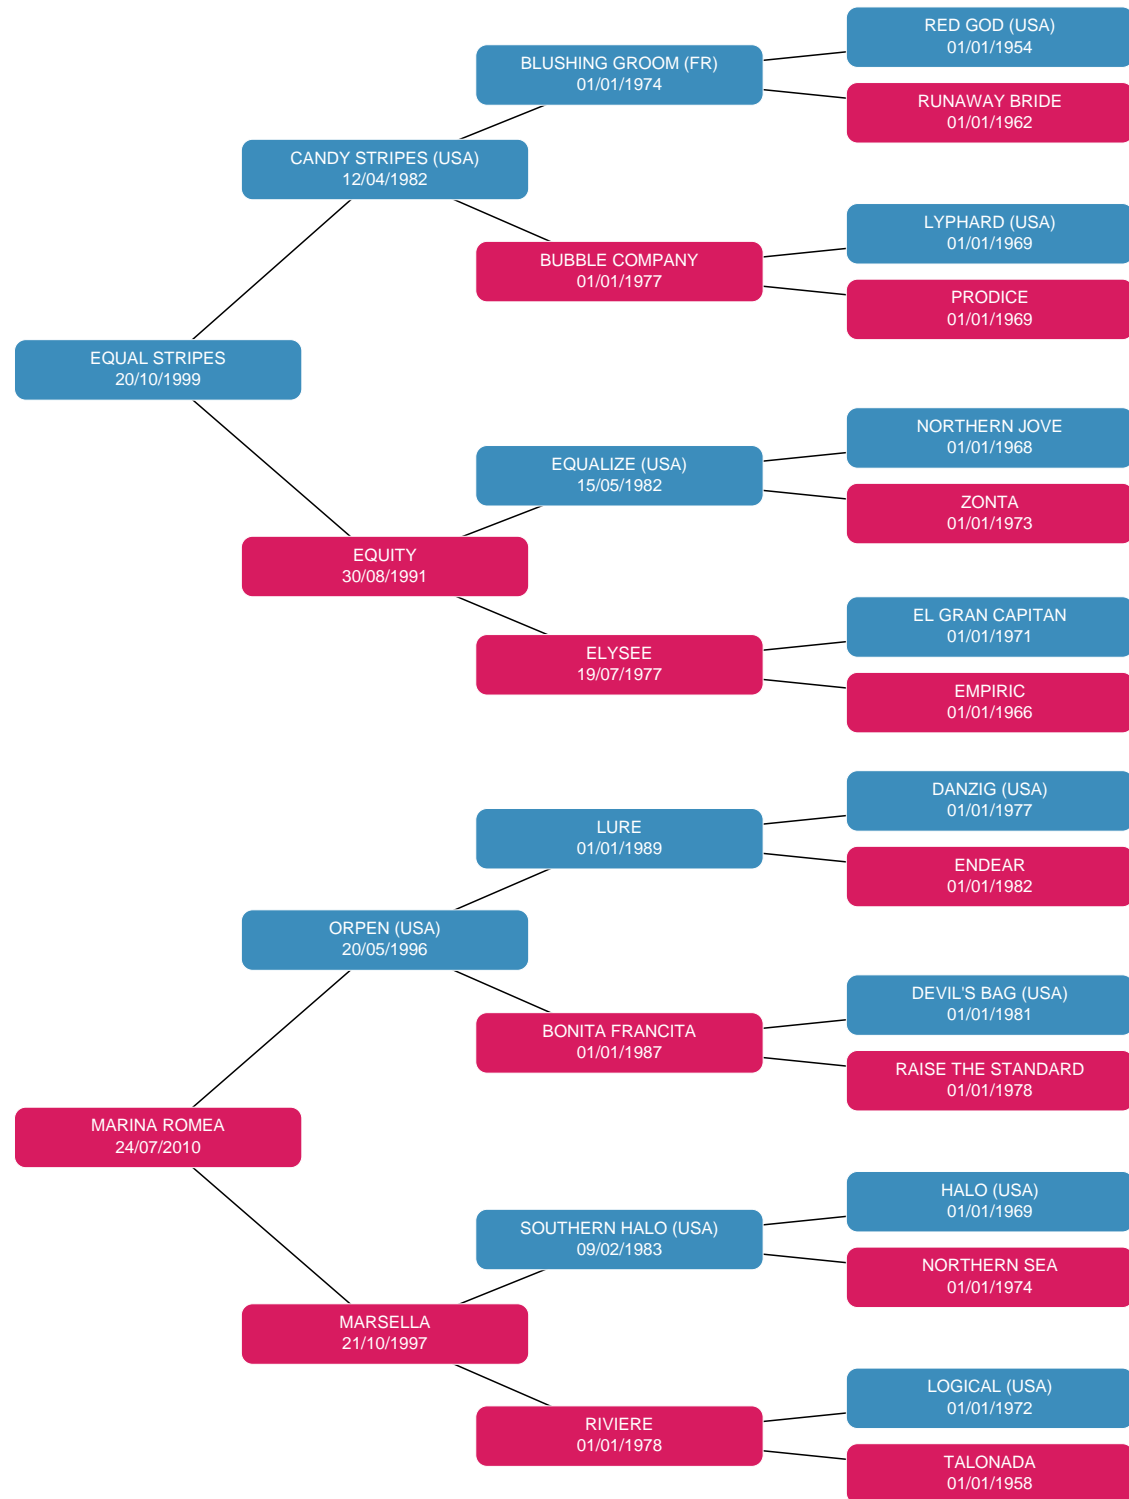 RED GOD (USA)
01/01/1954
BLUSHING GROOM (FR)
01/01/1974
RUNAWAY BRIDE
01/01/1962
CANDY STRIPES (USA)
12/04/1982
LYPHARD (USA)
01/01/1969
BUBBLE COMPANY
01/01/1977
PRODICE
01/01/1969
EQUAL STRIPES
20/10/1999
NORTHERN JOVE
01/01/1968
EQUALIZE (USA)
15/05/1982
ZONTA
01/01/1973
EQUITY
30/08/1991
EL GRAN CAPITAN
01/01/1971
ELYSEE
19/07/1977
EMPIRIC
01/01/1966
DANZIG (USA)
01/01/1977
LURE
01/01/1989
ENDEAR
01/01/1982
ORPEN (USA)
20/05/1996
DEVIL'S BAG (USA)
01/01/1981
BONITA FRANCITA
01/01/1987
RAISE THE STANDARD
01/01/1978
MARINA ROMEA
24/07/2010
HALO (USA)
01/01/1969
SOUTHERN HALO (USA)
09/02/1983
NORTHERN SEA
01/01/1974
MARSELLA
21/10/1997
LOGICAL (USA)
01/01/1972
RIVIERE
01/01/1978
TALONADA
01/01/1958